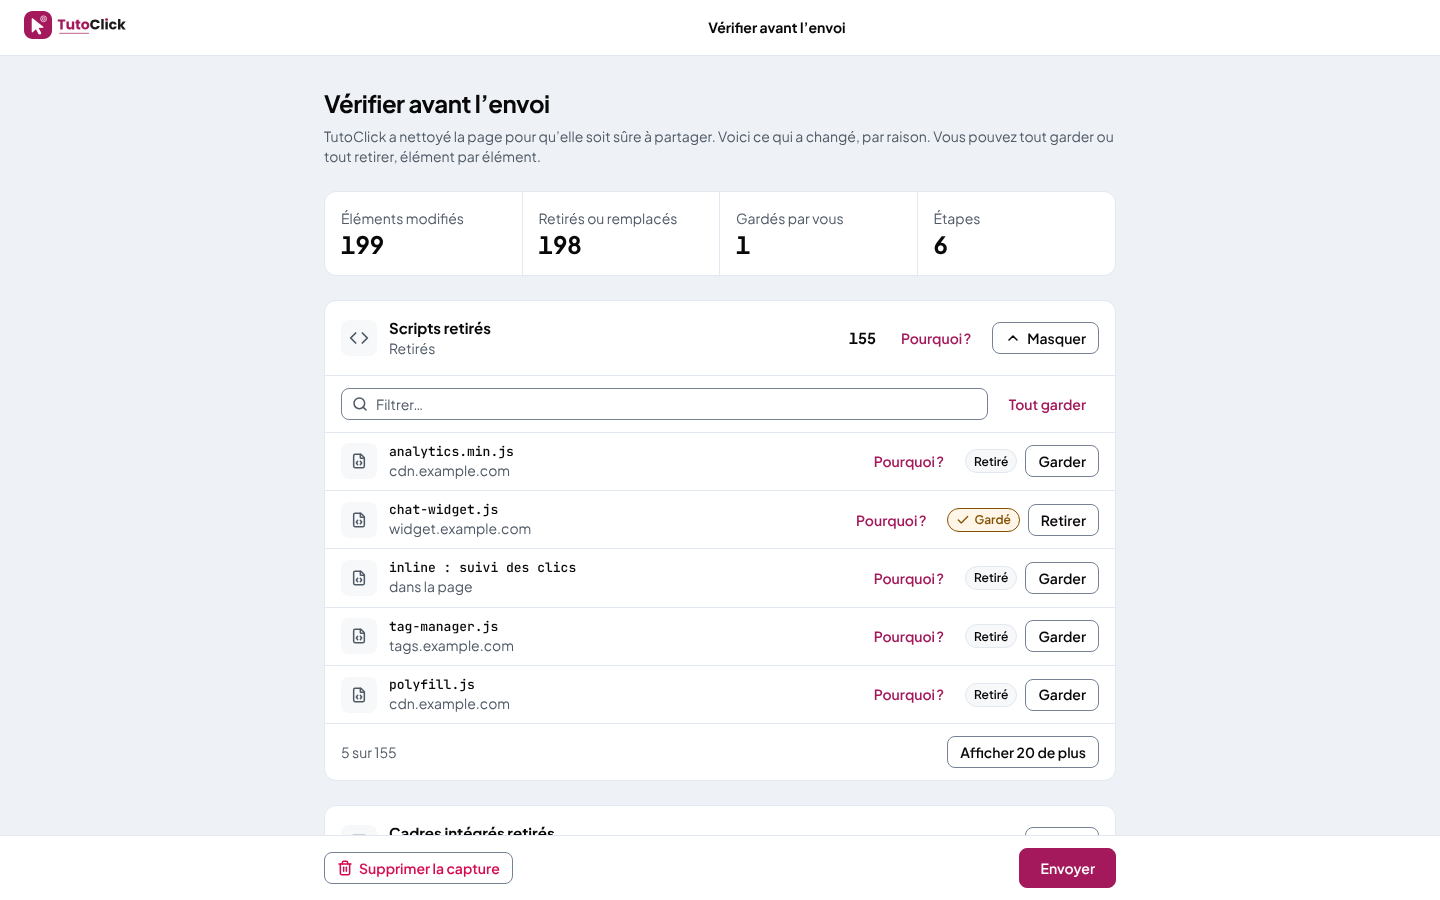 TutoClick
Vérifier avant l’envoi
Vérifier avant l’envoi
TutoClick a nettoyé la page pour qu’elle soit sûre à partager. Voici ce qui a changé, par raison. Vous pouvez tout garder ou
tout retirer, élément par élément.
Éléments modifiés
199
Retirés ou remplacés
198
Gardés par vous
1
Étapes
6
Scripts retirés
Retirés
155
Pourquoi ?
Masquer
Filtrer…
Tout garder
analytics.min.js
cdn.example.com
Pourquoi ?
Retiré
Garder
chat-widget.js
widget.example.com
Pourquoi ?
Gardé
Retirer
inline : suivi des clics
dans la page
Pourquoi ?
Retiré
Garder
tag-manager.js
tags.example.com
Pourquoi ?
Retiré
Garder
polyfill.js
cdn.example.com
Pourquoi ?
Retiré
Garder
5 sur 155
Afficher 20 de plus
Cadres intégrés retirés
Supprimer la capture
Envoyer